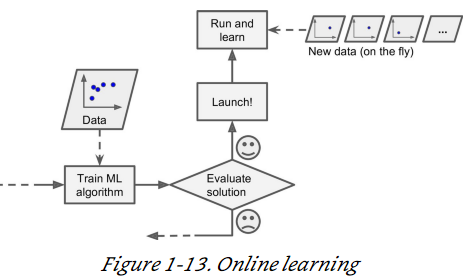 Run and
learn
...
New data (on the fly)
Launch!
Data
Train ML
algorithm
Evaluate
solution
Figure 1-13. Online learning